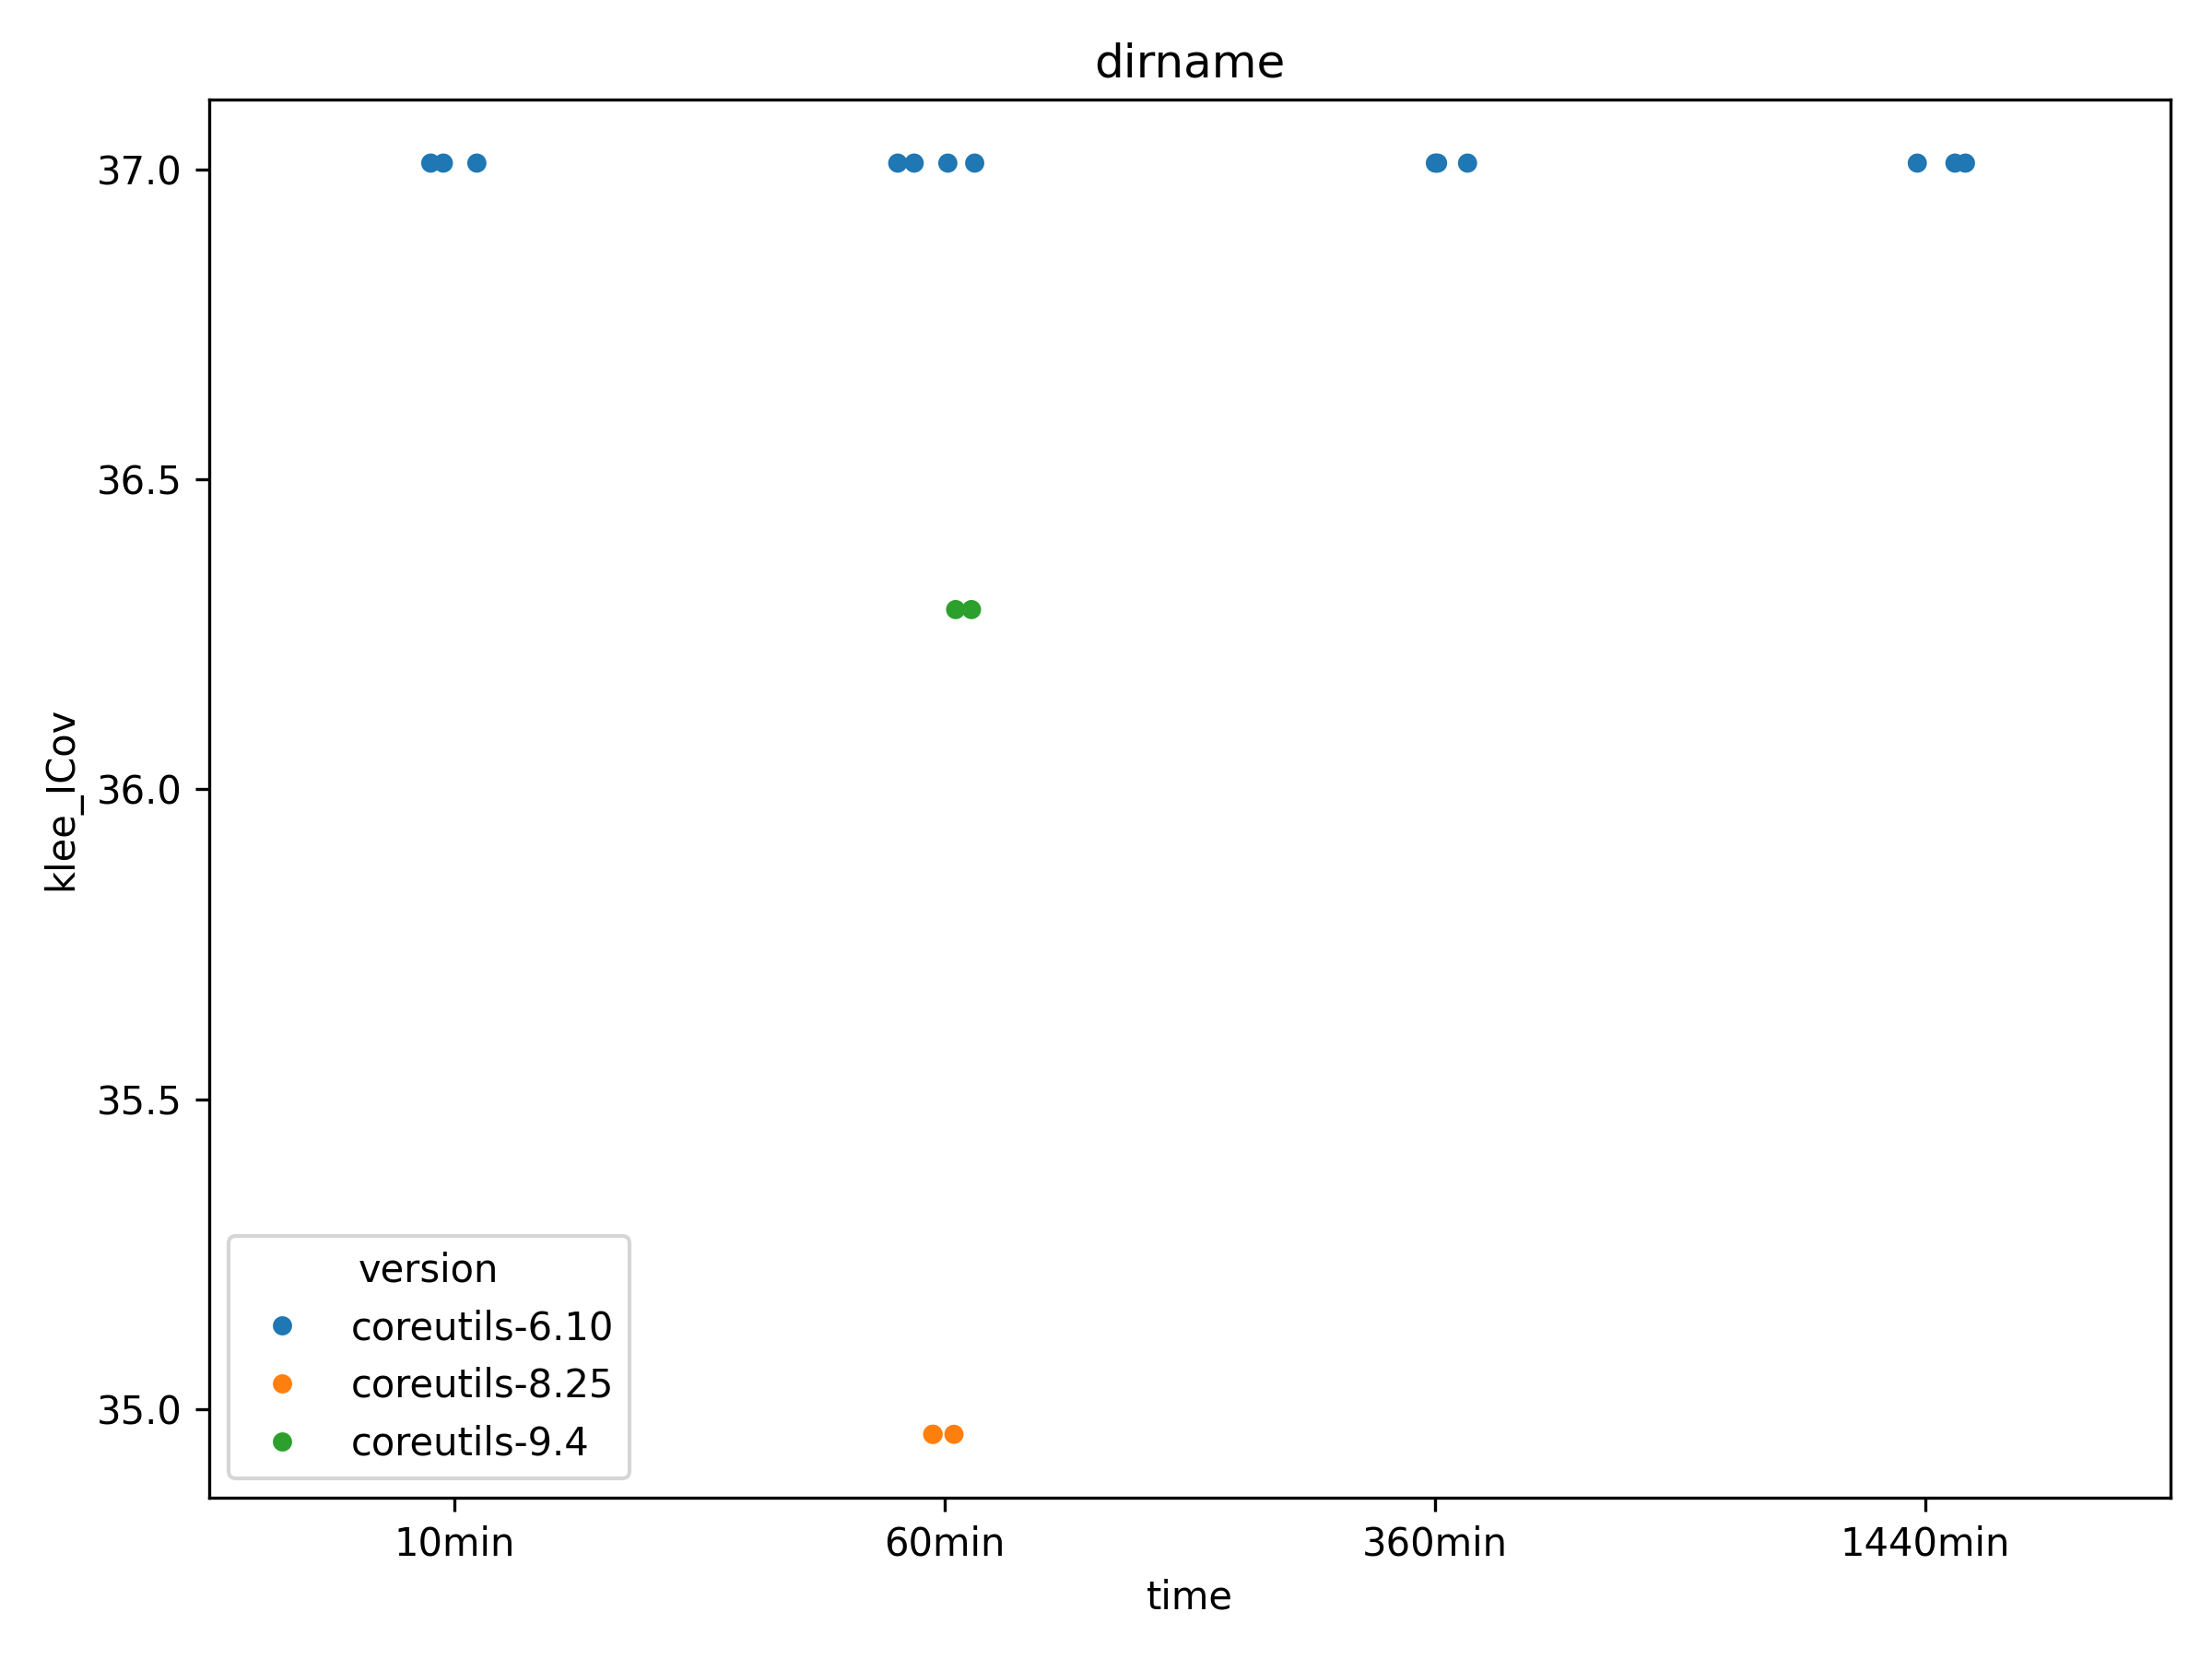 dirname
37.0
36.5
36.0
35.5
35.0
klee_ICov
version
coreutils-6.10
coreutils-8.25
coreutils-9.4
10min
60min
360min
1440min
time